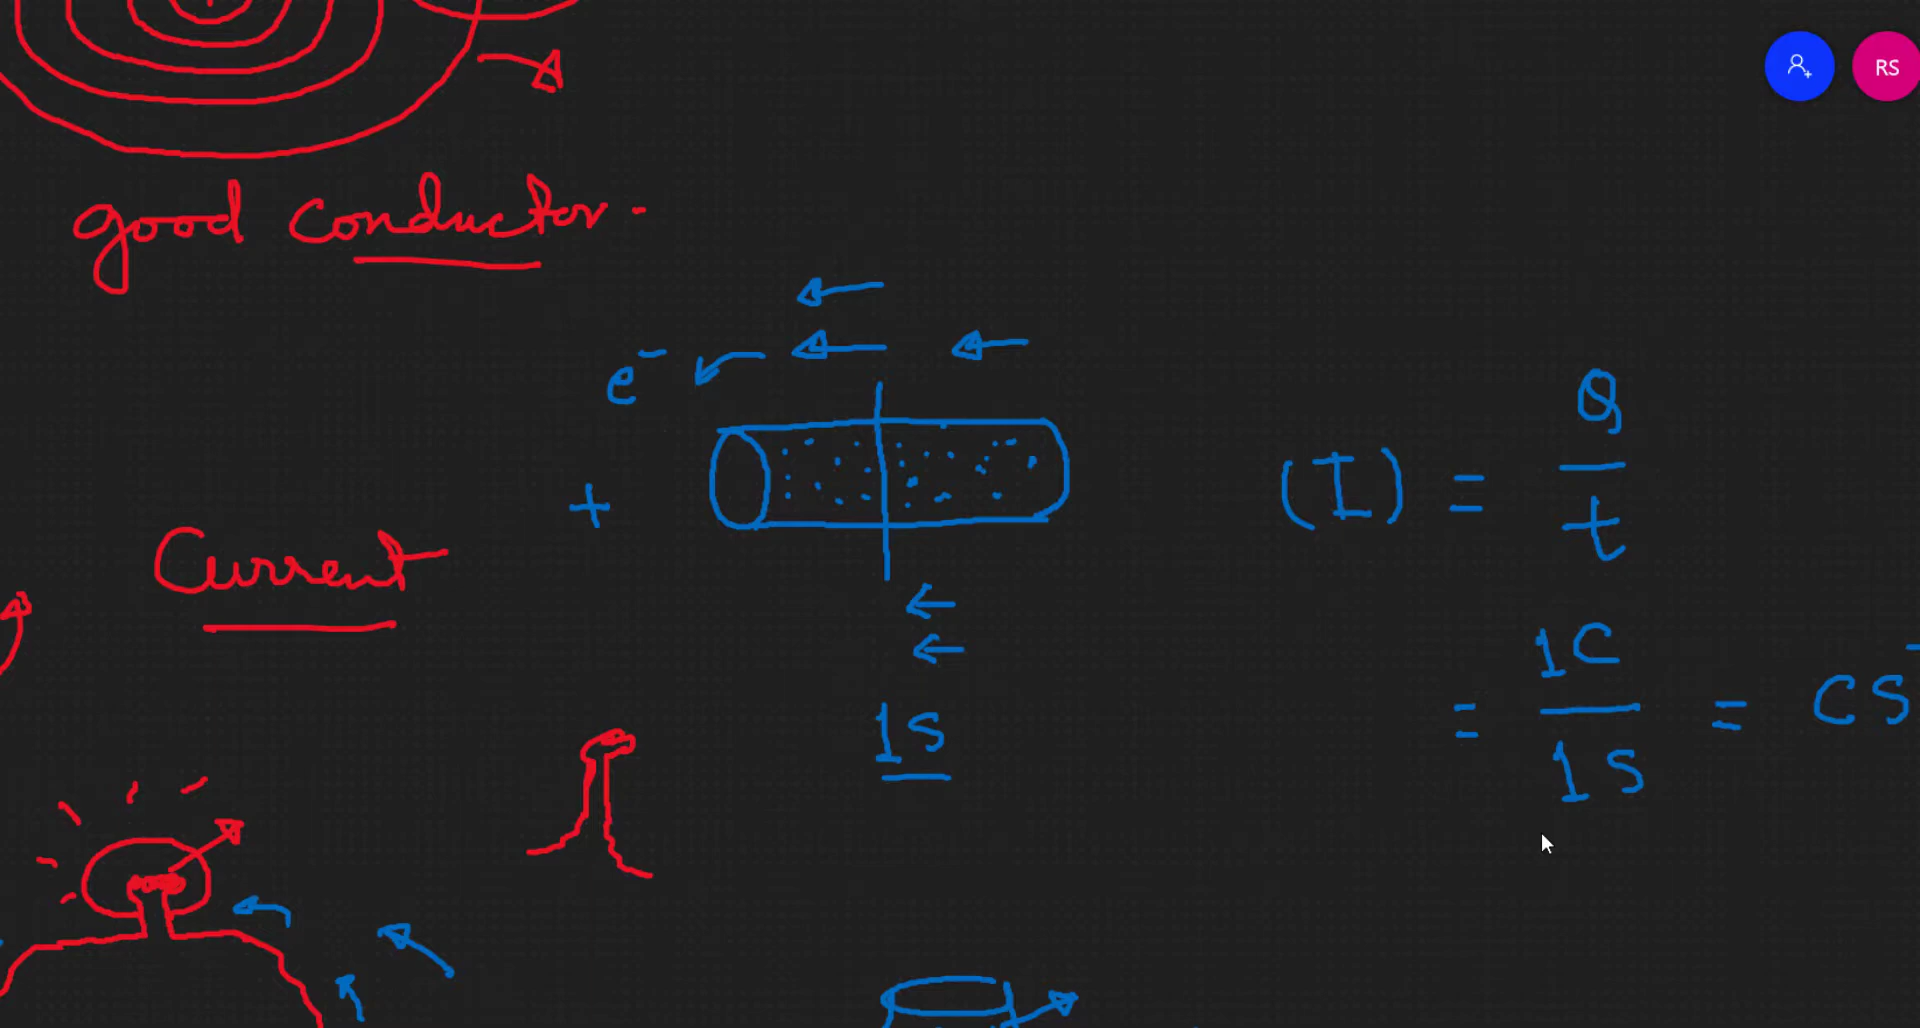 RS
good conductor.
e⁻
+
Current
1S
(I) = Q/t
= 1C/1S = CS⁻